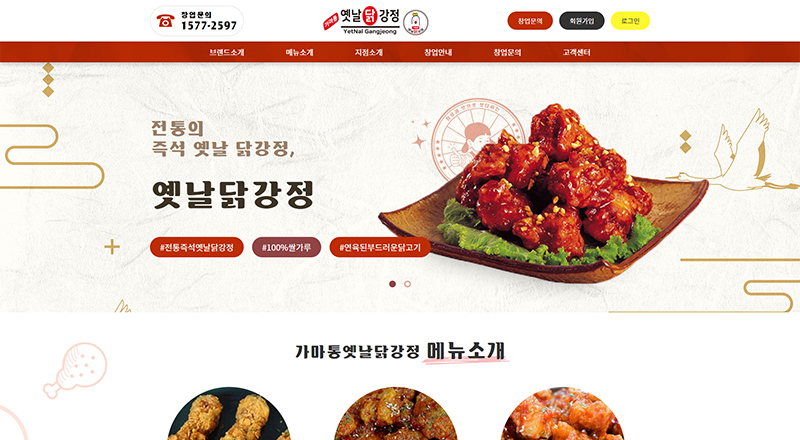 창업문의
1577-2597
가마통 옛날 닭 강정
YetNal Gangjeong
창업문의 회원가입 로그인
브랜드소개 메뉴소개 지점소개 창업안내 창업문의 고객센터
전통의
즉석 옛날 닭강정,
옛날닭강정
#전통즉석옛날닭강정 #100%쌀가루 #연육된부드러운닭고기
가마통옛날닭강정 메뉴소개